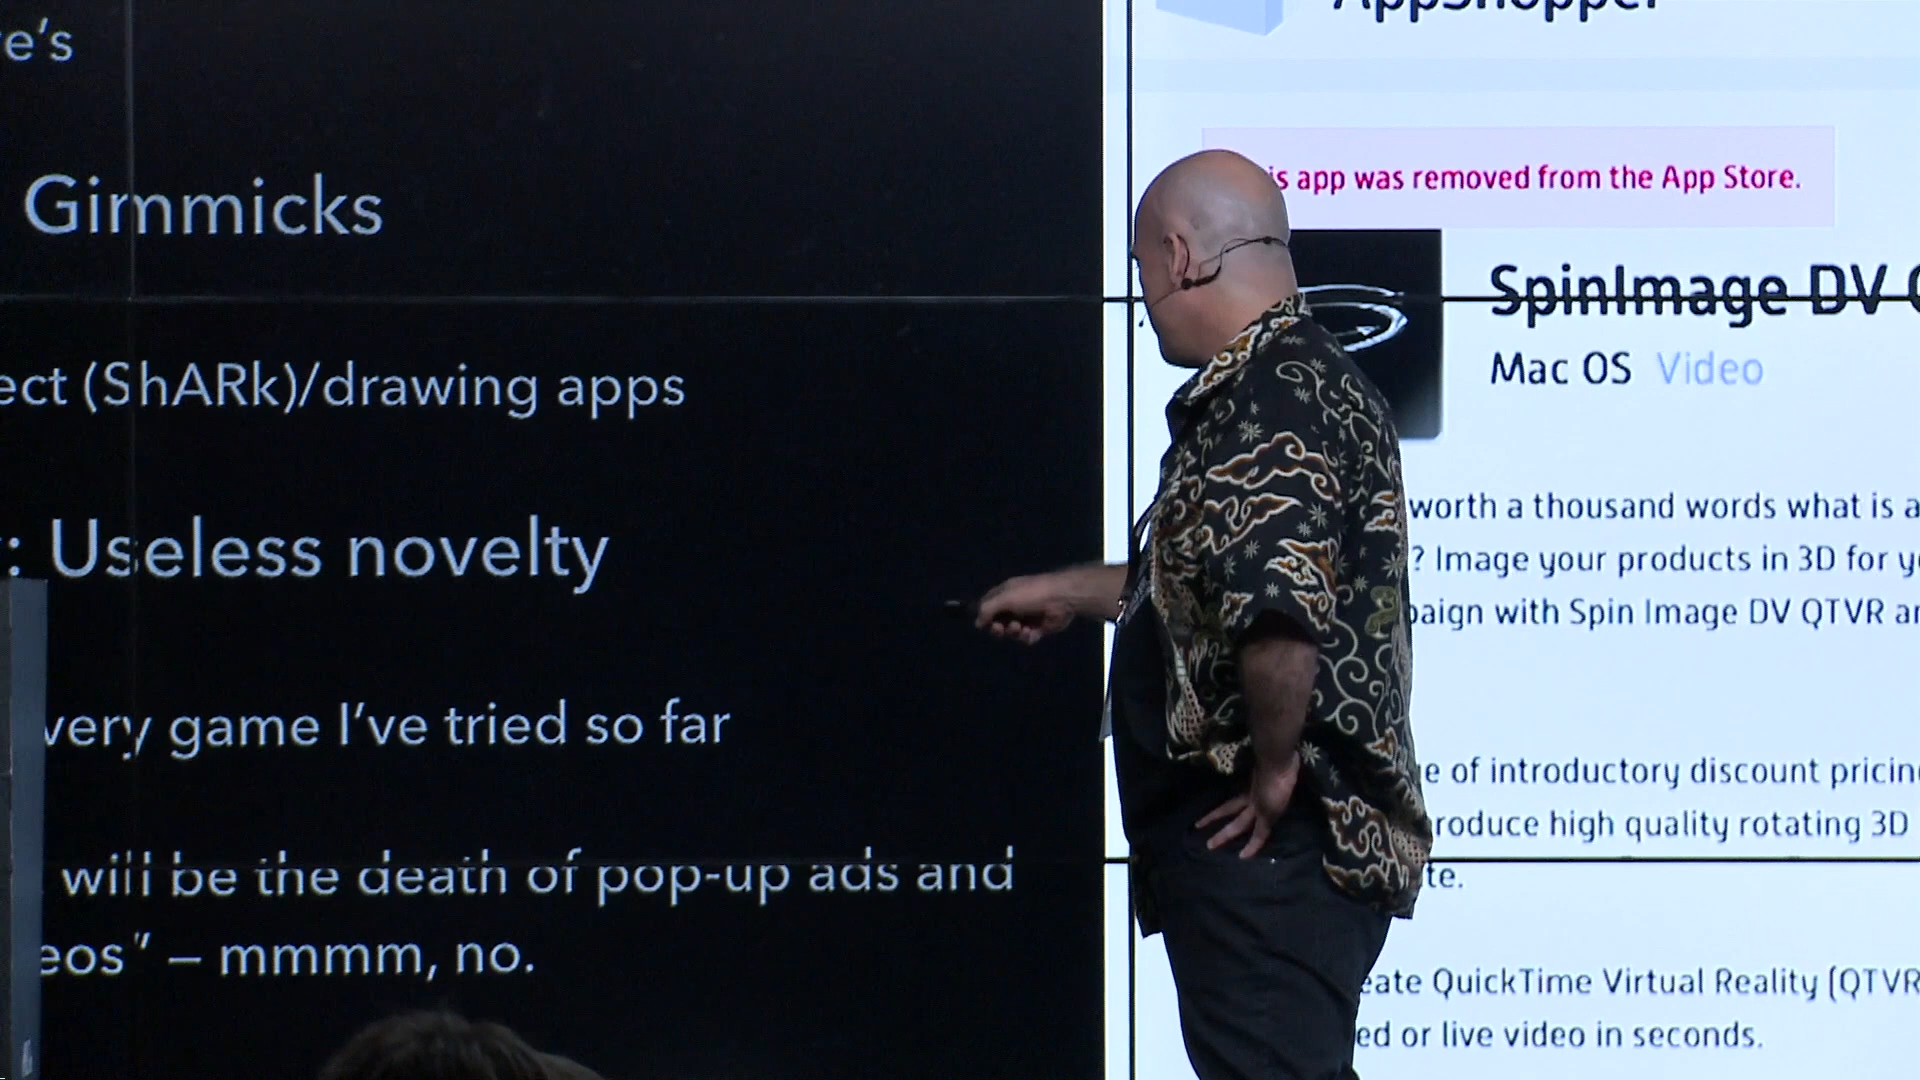 e's
Gimmicks
ect (ShARk)/drawing apps
: Useless novelty
very game I've tried so far
will be the death of pop-up ads and
eos" – mmmm, no.
AppShopper
is app was removed from the App Store.
SpinImage DV
Mac OS Video
worth a thousand words what is a
? Image your products in 3D for
paign with Spin Image DV QTVR
e of introductory discount
roduce high quality rotating 3D
te.
eate QuickTime Virtual Reality (QTVR
ed or live video in seconds.